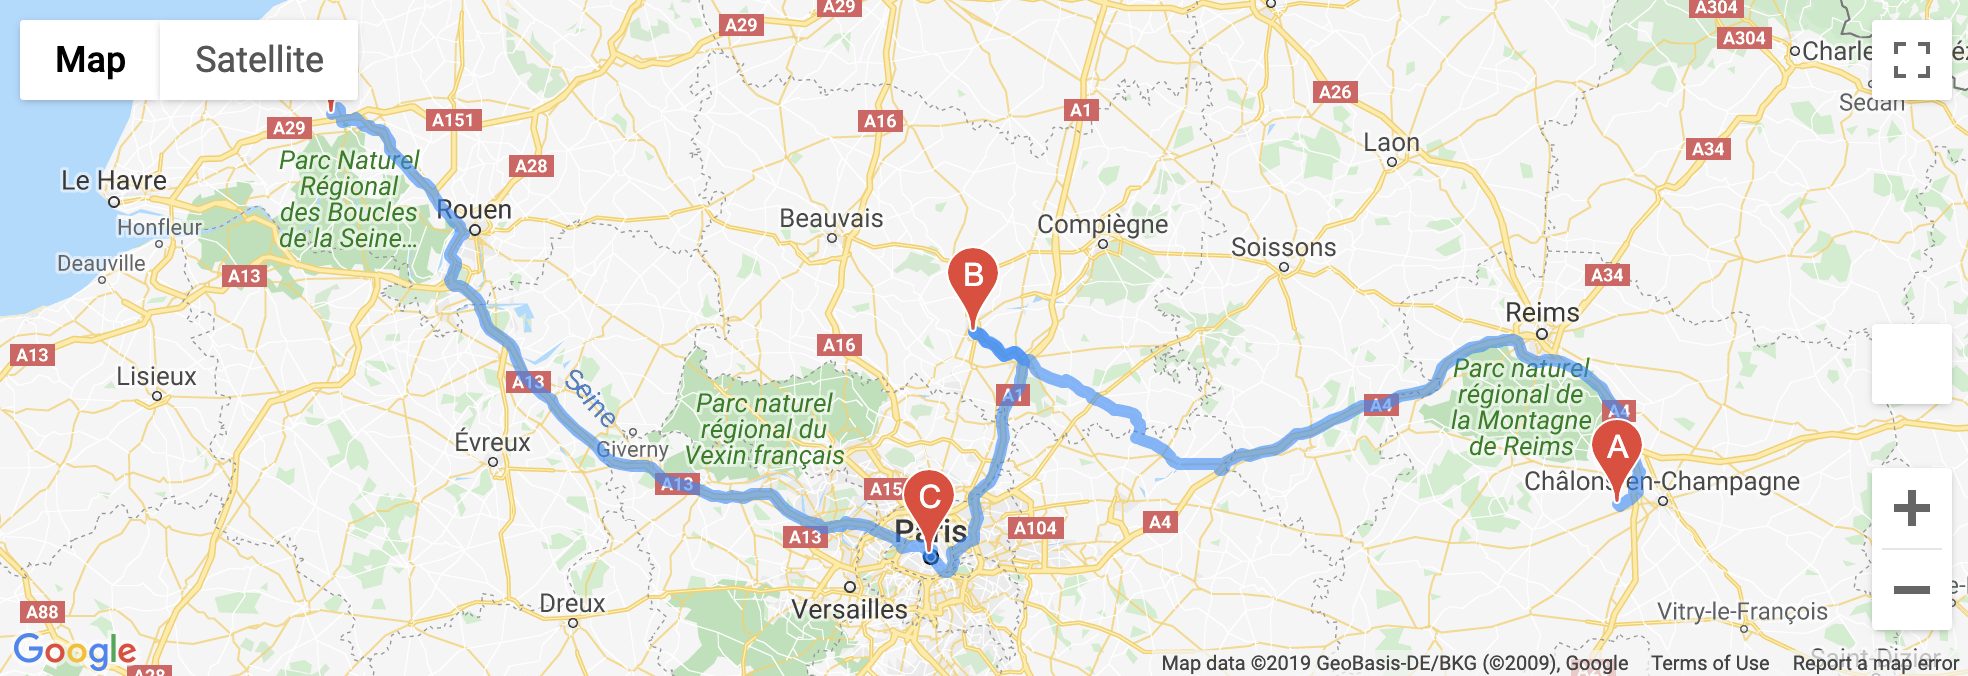 Map
Satellite
A29
A29
A304
A304
Charle
Sedan
A26
A1
A16
A151
A29
A28
A34
Laon
Parc Naturel
Régional
des Boucles
de la Seine...
Le Havre
Rouen
Honfleur
Beauvais
Compiègne
Soissons
Deauville
A13
B
A34
Reims
A16
A13
Lisieux
A13
Seine
A1
A4
A4
Parc naturel
régional de
la Montagne
de Reims
Parc naturel
régional du
Vexin français
Évreux
Giverny
A
A13
A15
C
Châlons-en-Champagne
Paris
A13
A104
A4
Versailles
Dreux
A88
Vitry-le-François
Google
A28
Saint-Dizier
Map data ©2019 GeoBasis-DE/BKG (©2009), Google
Terms of Use
Report a map error